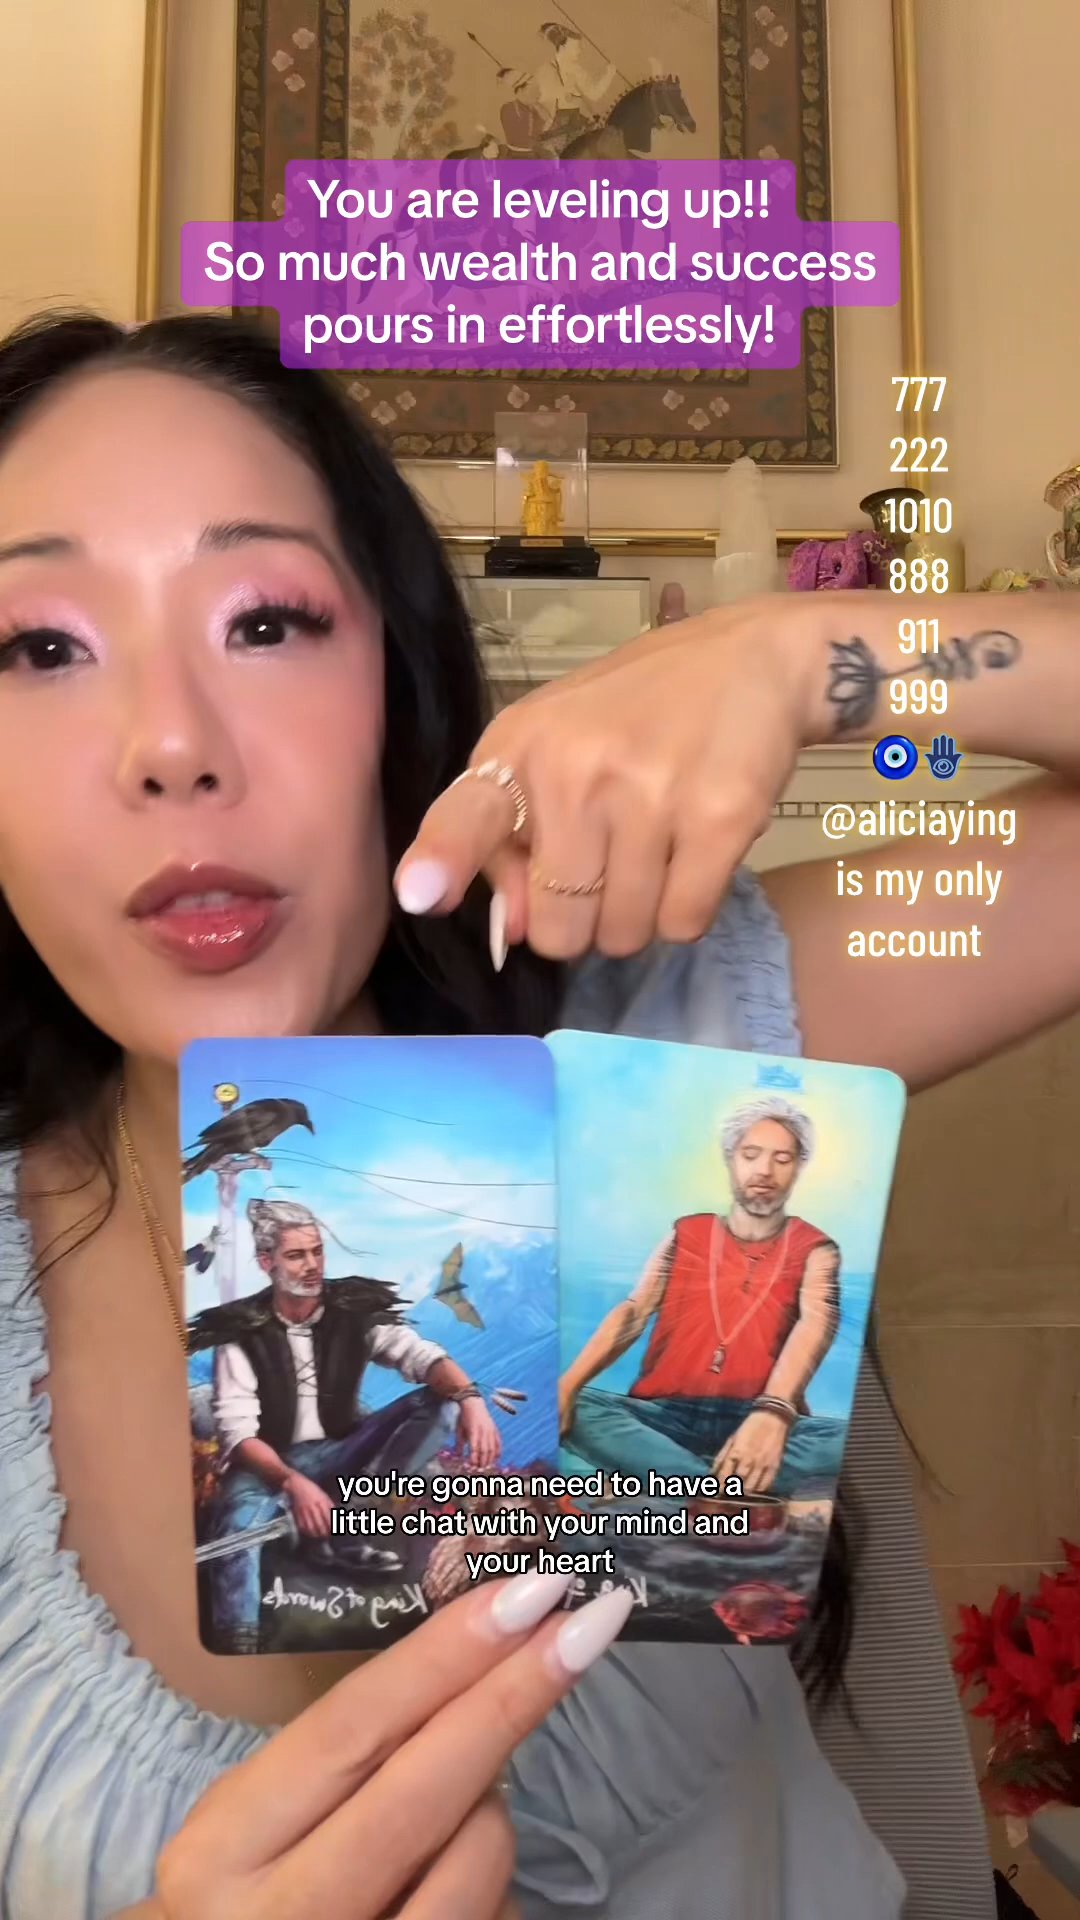 You are leveling up!!
So much wealth and success
pours in effortlessly!
777
222
1010
888
911
999
@aliciaying
is my only
account
you're gonna need to have a
little chat with your mind and
your heart
King of Swords
King of